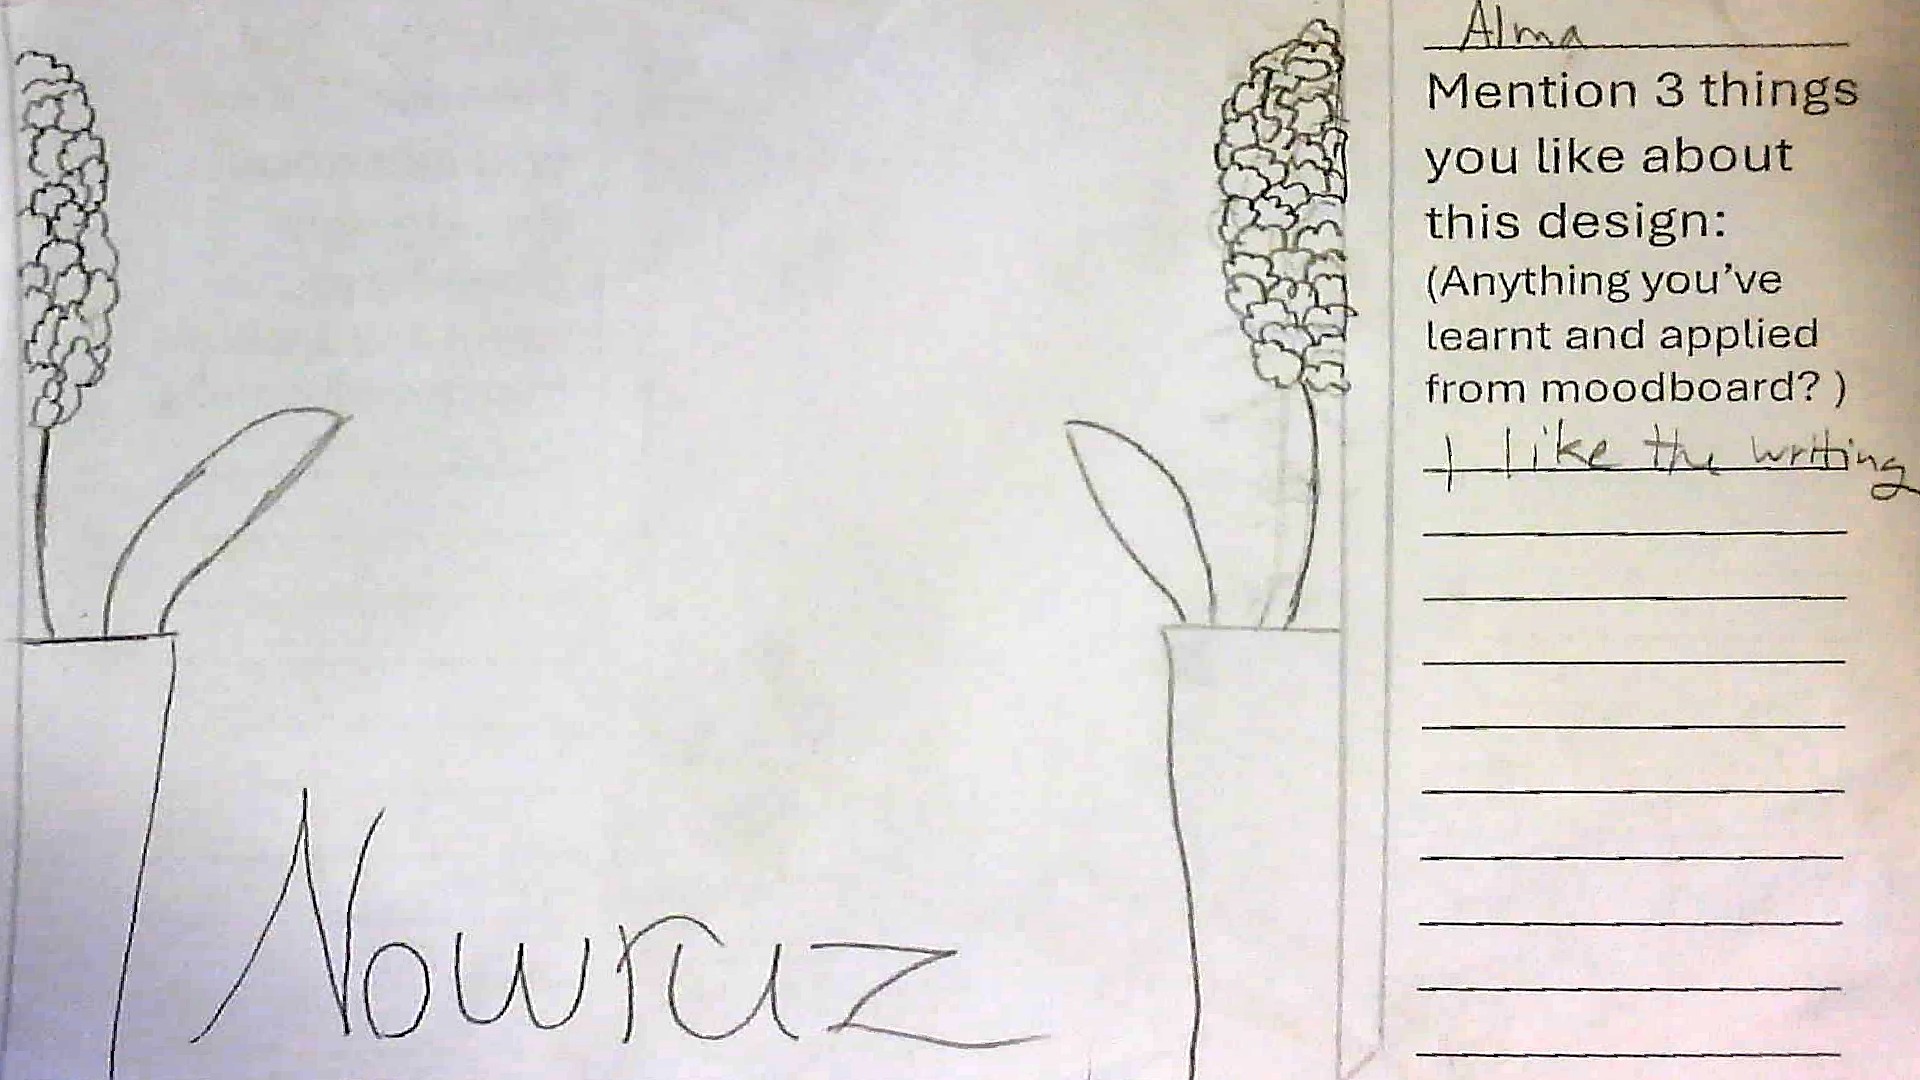 Alma
Mention 3 things
you like about
this design:
(Anything you've
learnt and applied
from moodboard? )
I like the writing
Nowruz